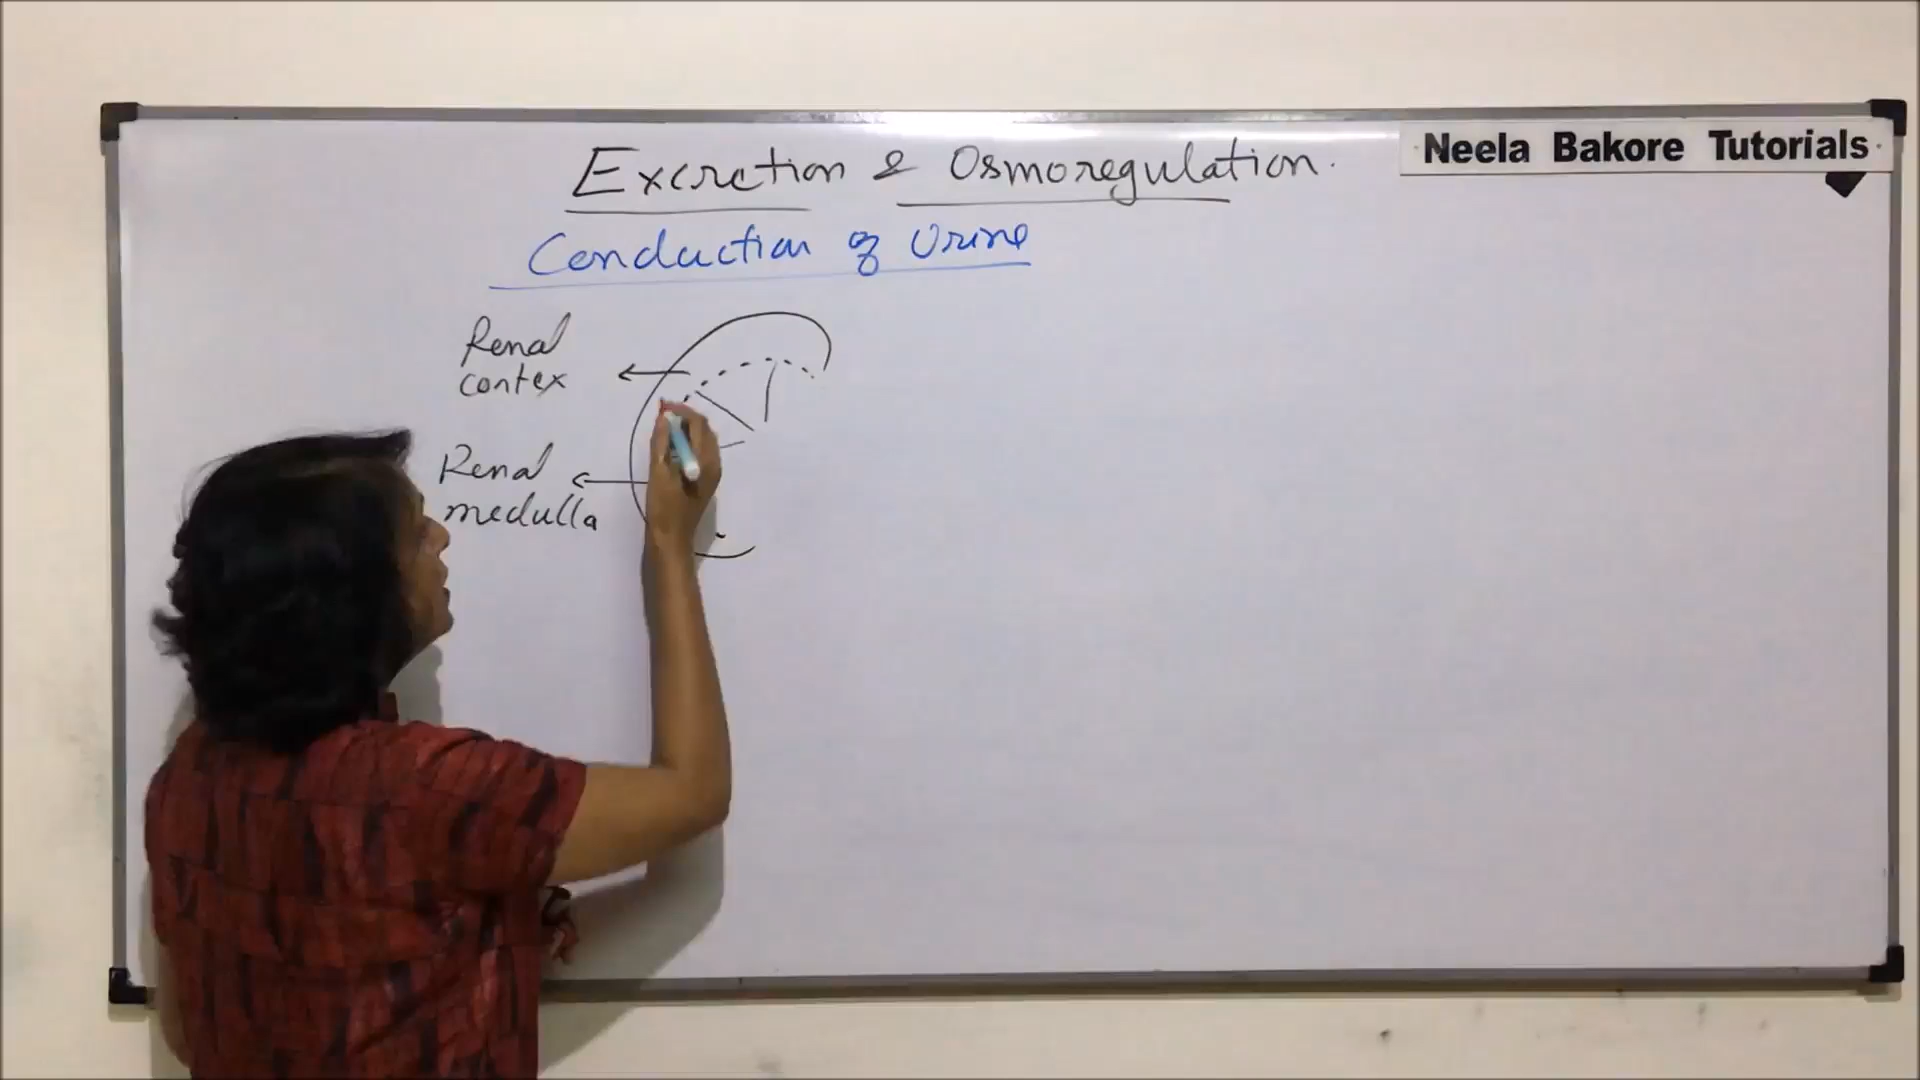 Neela Bakore Tutorials
Excretion & Osmoregulation.
Conduction of Urine
Renal
cortex
Renal
medulla